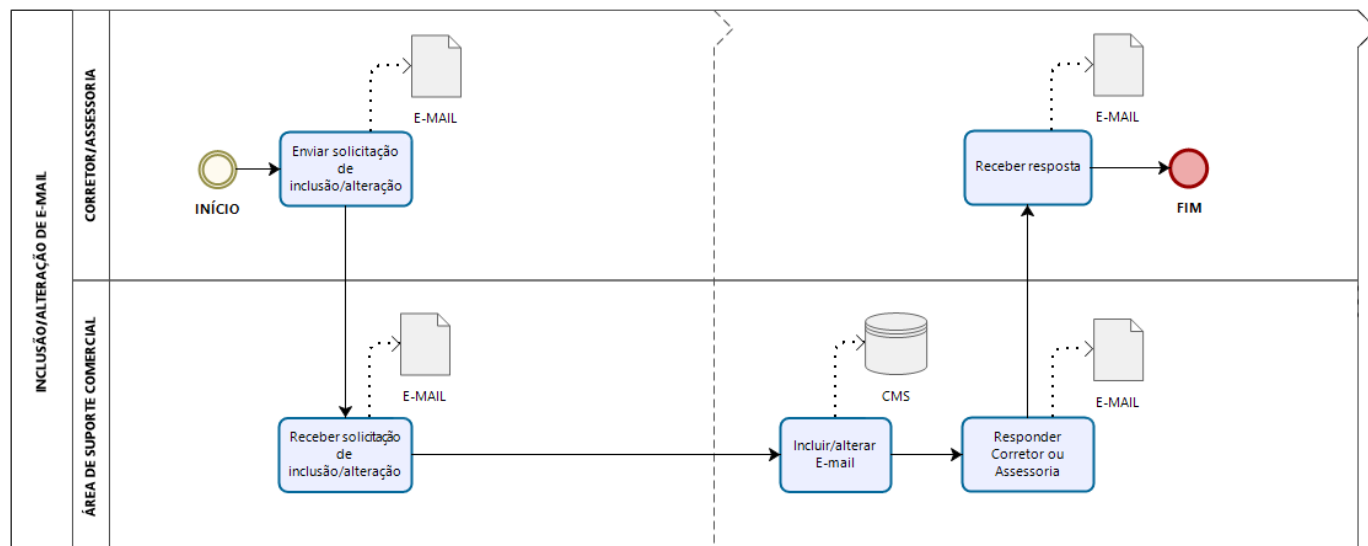 INCLUSÃO/ALTERAÇÃO DE E-MAIL
CORRETOR/ASSESSORIA
INÍCIO
Enviar solicitação
de
inclusão/alteração
E-MAIL
Receber resposta
E-MAIL
FIM
ÁREA DE SUPORTE COMERCIAL
Receber solicitação
de
inclusão/alteração
E-MAIL
Incluir/alterar
E-mail
CMS
Responder
Corretor ou
Assessoria
E-MAIL